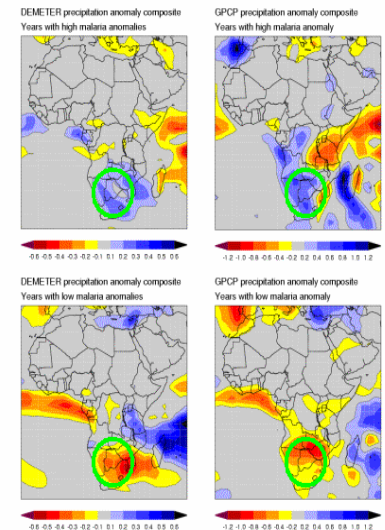 DEMETER precipitation anomaly composite
Years with high malaria anomalies
GPCP precipitation anomaly composite
Years with high malaria anomaly
-0.6 -0.5 -0.4 -0.3 -0.2 -0.1 0.1 0.2 0.3 0.4 0.5 0.6
-1.2 -1.0 -0.8 -0.6 -0.4 -0.2 0.2 0.4 0.6 0.8 1.0 1.2
DEMETER precipitation anomaly composite
Years with low malaria anomalies
GPCP precipitation anomaly composite
Years with low malaria anomaly
-0.6 -0.5 -0.4 -0.3 -0.2 -0.1 0.1 0.2 0.3 0.4 0.5 0.6
-1.2 -1.0 -0.8 -0.6 -0.4 -0.2 0.2 0.4 0.6 0.8 1.0 1.2